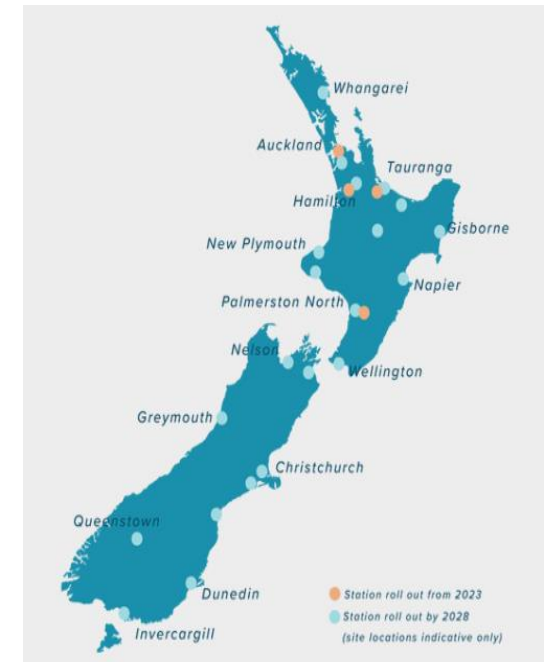 Whangarei
Auckland
Tauranga
Hamilton
Gisborne
New Plymouth
Napier
Palmerston North
Nelson
Wellington
Greymouth
Christchurch
Queenstown
Dunedin
Invercargill
Station roll out from 2023
Station roll out by 2028
(site locations indicative only)